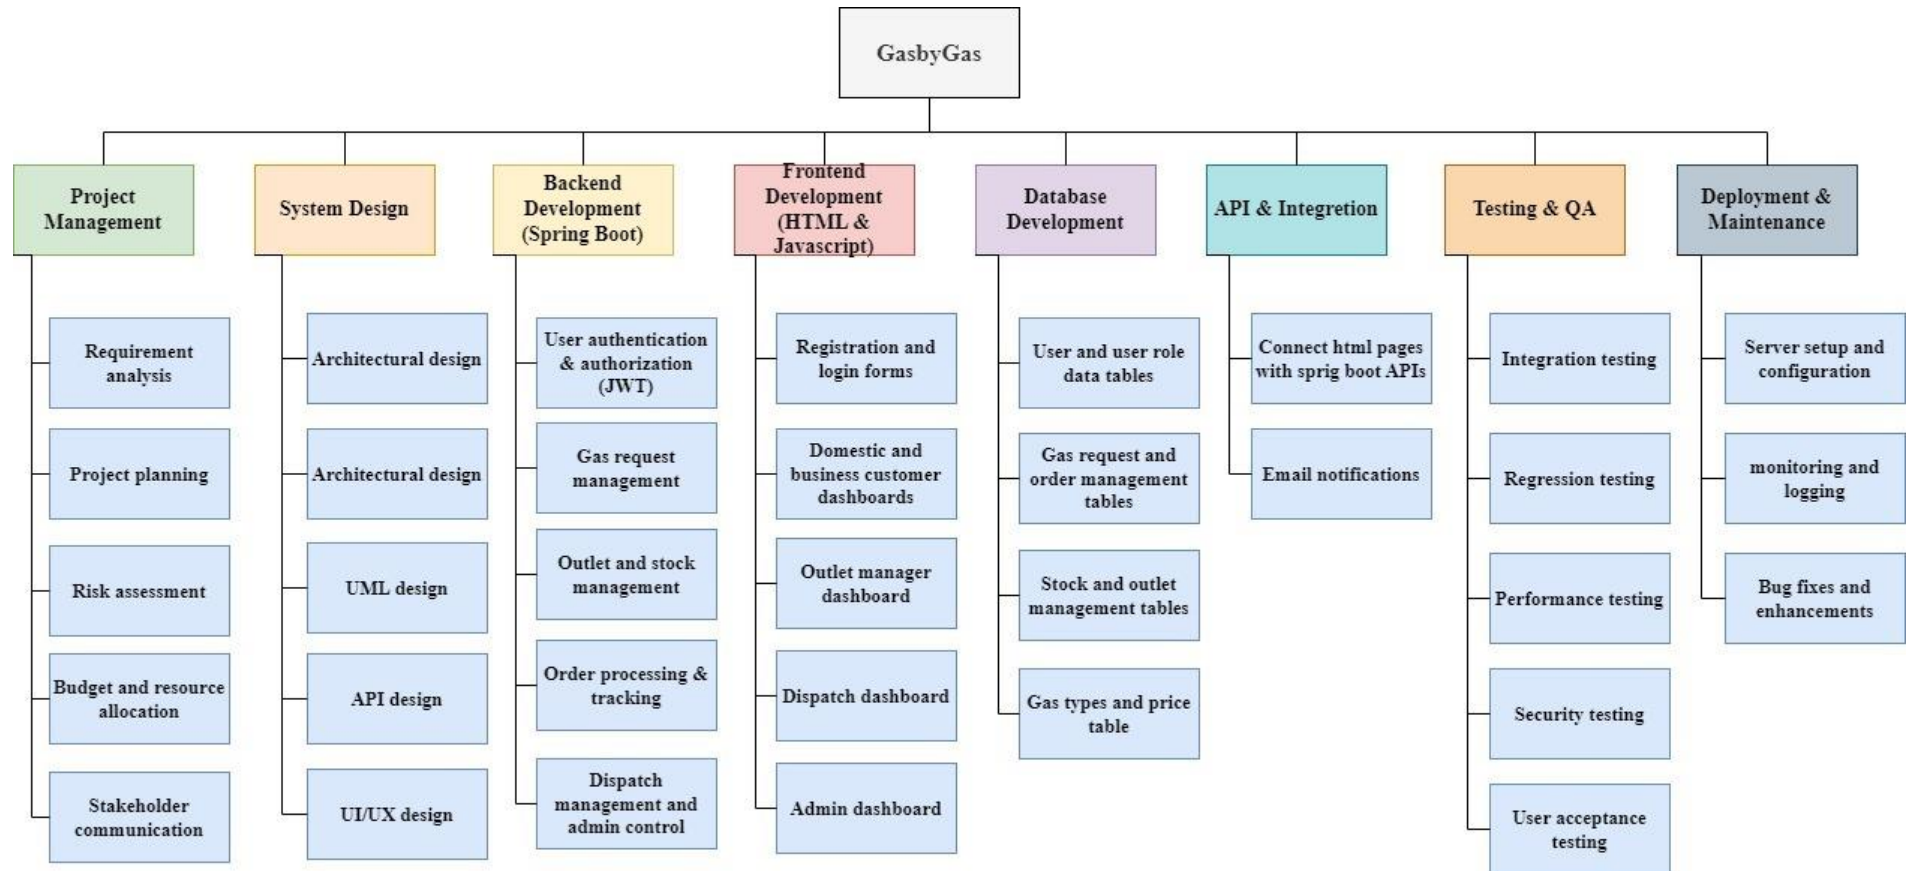 GasbyGas
Project
Management
System Design
Backend
Development
(Spring Boot)
Frontend
Development
(HTML &
Javascript)
Database
Development
API & Integretion
Testing & QA
Deployment &
Maintenance
Requirement
analysis
Project planning
Risk assessment
Budget and resource
allocation
Stakeholder
communication
Architectural design
Architectural design
UML design
API design
UI/UX design
User authentication
& authorization
(JWT)
Gas request
management
Outlet and stock
management
Order processing &
tracking
Dispatch
management and
admin control
Registration and
login forms
Domestic and
business customer
dashboards
Outlet manager
dashboard
Dispatch dashboard
Admin dashboard
User and user role
data tables
Gas request and
order management
tables
Stock and outlet
management tables
Gas types and price
table
Connect html pages
with sprig boot APIs
Email notifications
Integration testing
Regression testing
Performance testing
Security testing
User acceptance
testing
Server setup and
configuration
monitoring and
logging
Bug fixes and
enhancements